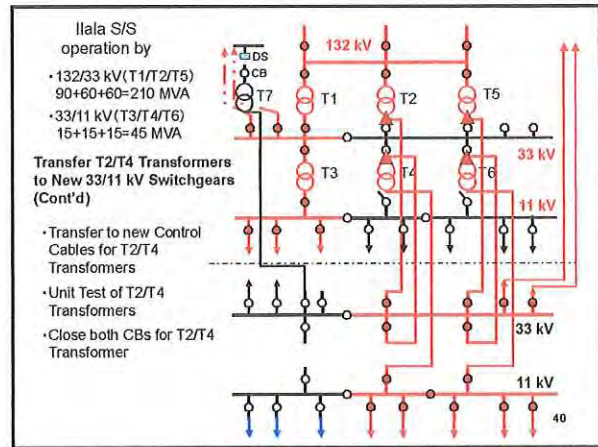 Ilala S/S
operation by
・132/33 kV(T1/T2/T5)
90+60+60=210 MVA
・33/11 kV(T3/T4/T6)
15+15+15=45 MVA
Transfer T2/T4 Transformers
to New 33/11 kV Switchgears
(Cont'd)
・Transfer to new Control
Cables for T2/T4
Transformers
・Unit Test of T2/T4
Transformers
・Close both CBs for T2/T4
Transformer
DS
CB
T7
132 kV
T1
T2
T5
33 kV
T3
T4
T6
11 kV
33 kV
11 kV
40